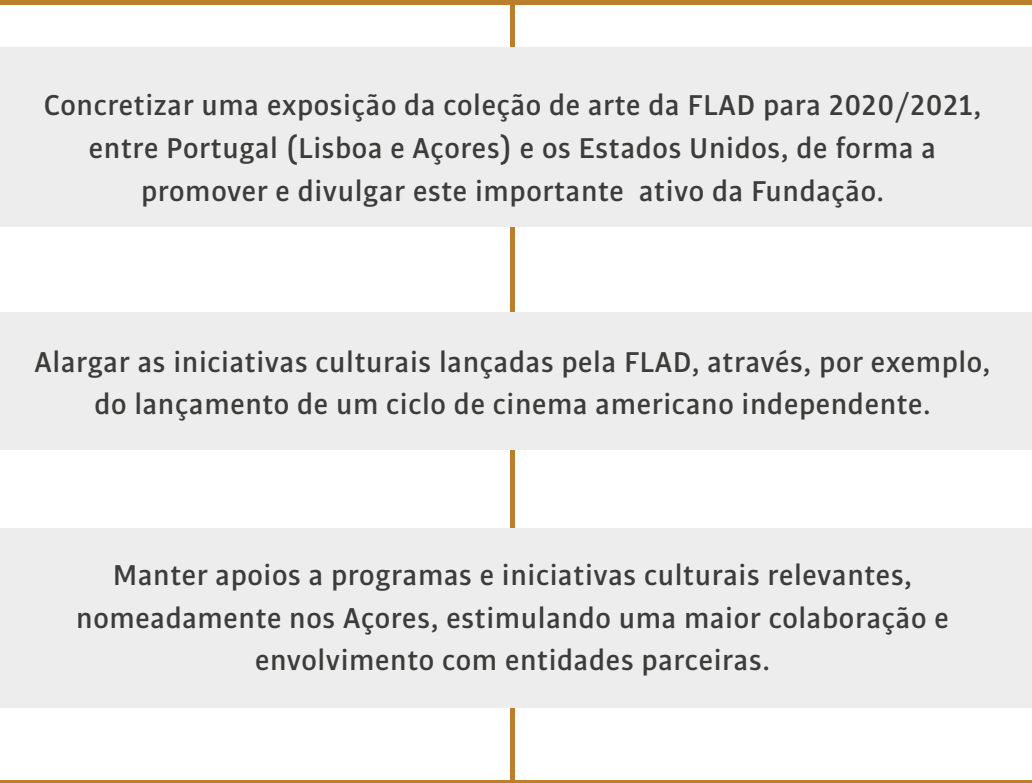 Concretizar uma exposição da coleção de arte da FLAD para 2020/2021,
entre Portugal (Lisboa e Açores) e os Estados Unidos, de forma a
promover e divulgar este importante  ativo da Fundação.
Alargar as iniciativas culturais lançadas pela FLAD, através, por exemplo,
do lançamento de um ciclo de cinema americano independente.
Manter apoios a programas e iniciativas culturais relevantes,
nomeadamente nos Açores, estimulando uma maior colaboração e
envolvimento com entidades parceiras.